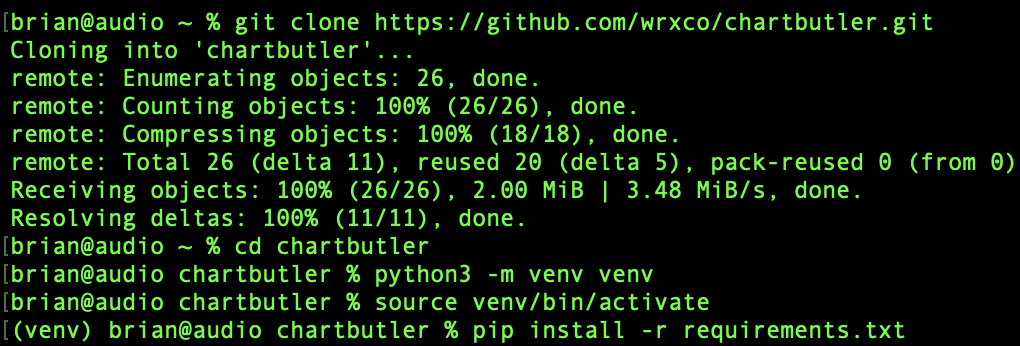 [brian@audio ~ % git clone https://github.com/wrxco/chartbutler.git
Cloning into 'chartbutler'...
remote: Enumerating objects: 26, done.
remote: Counting objects: 100% (26/26), done.
remote: Compressing objects: 100% (18/18), done.
remote: Total 26 (delta 11), reused 20 (delta 5), pack-reused 0 (from 0)
Receiving objects: 100% (26/26), 2.00 MiB | 3.48 MiB/s, done.
Resolving deltas: 100% (11/11), done.
[brian@audio ~ % cd chartbutler
[brian@audio chartbutler % python3 -m venv venv
[brian@audio chartbutler % source venv/bin/activate
[(venv) brian@audio chartbutler % pip install -r requirements.txt